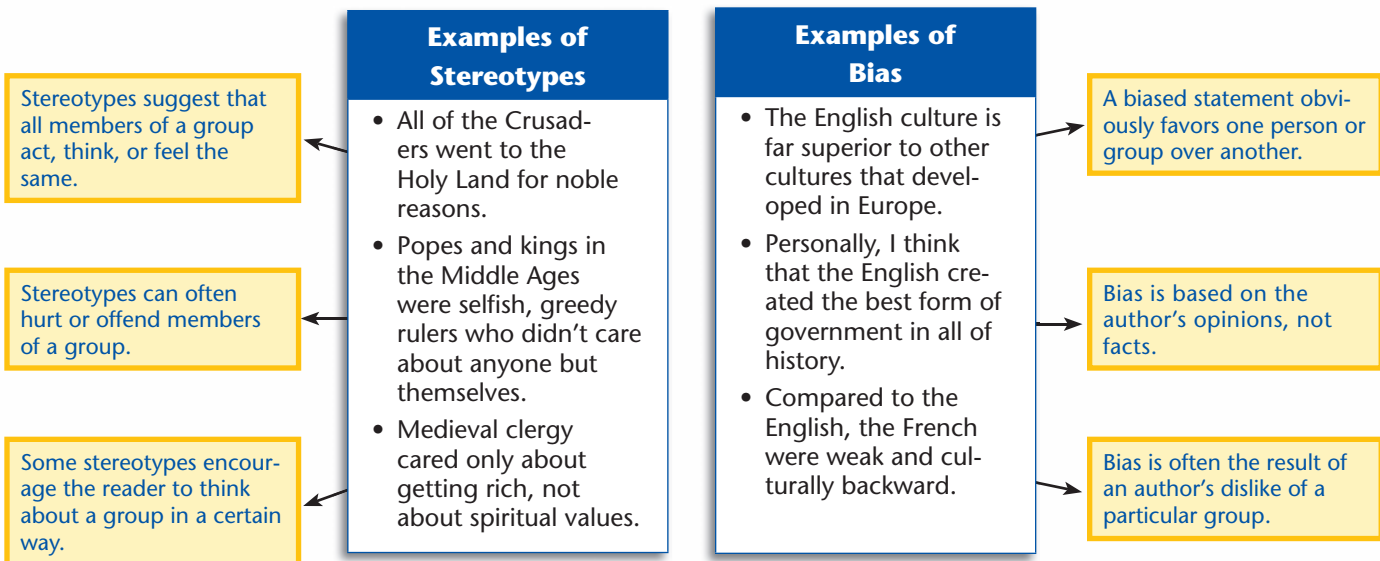 Stereotypes suggest that
all members of a group
act, think, or feel the
same.
Stereotypes can often
hurt or offend members
of a group.
Some stereotypes encour-
age the reader to think
about a group in a certain
way.
Examples of
Stereotypes
• All of the Crusad-
ers went to the
Holy Land for noble
reasons.
• Popes and kings in
the Middle Ages
were selfish, greedy
rulers who didn’t care
about anyone but
themselves.
• Medieval clergy
cared only about
getting rich, not
about spiritual values.
Examples of
Bias
• The English culture is
far superior to other
cultures that devel-
oped in Europe.
• Personally, I think
that the English cre-
ated the best form of
government in all of
history.
• Compared to the
English, the French
were weak and cul-
turally backward.
A biased statement obvi-
ously favors one person or
group over another.
Bias is based on the
author’s opinions, not
facts.
Bias is often the result of
an author’s dislike of a
particular group.